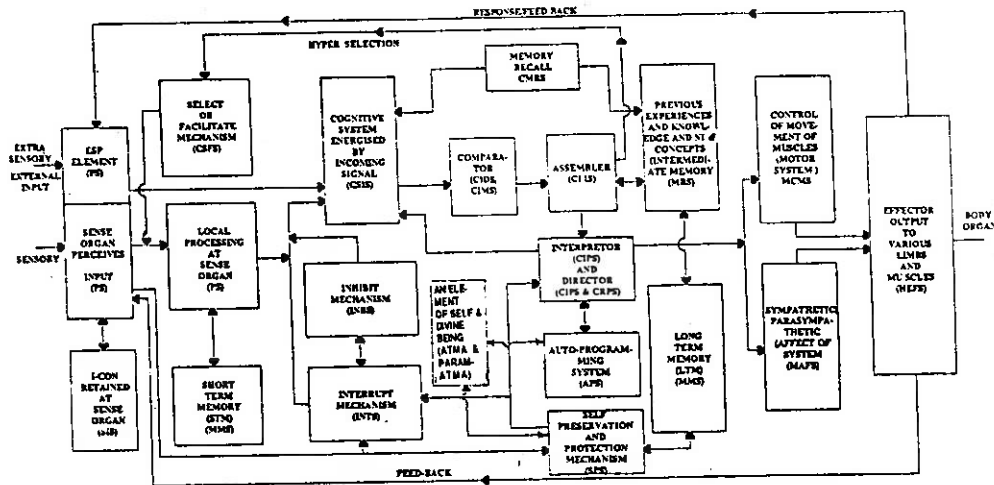 RESPONSE/FEED BACK
HYPER SELECTION
SELECT OR
FACILITATE
MECHANISM
(CSFS)
MEMORY
RECALL
CMRS
EXTRA
SENSORY
EXTERNAL INPUT
ESP
ELEMENT
(PS)
COGNITIVE
SYSTEM
ENERGISED
BY
INCOMING
SIGNAL
(CSIS)
COMPARA-
TOR
(CIDS,
CIMS)
ASSEMBLER
PREVIOUS
EXPERIENCES
AND KNOWL-
EDGE AND
CONCEPTS
(INTERMEDI-
ATE MEMORY)
(MRS)
CONTROL
OF MOVEMENT
OF MUSCLES
(MOTOR
SYSTEM)
MCMS
EFFECTOR
OUTPUT
TO
VARIOUS
LIMBS
AND
MUSCLES
BODY
ORGAN
SENSORY
SENSE
ORGAN
PERCEIVES
INPUT
(PS)
LOCAL
PROCESSING
AT
SENSE
ORGAN
(PS)
INHIBIT
MECHANISM
INTERPRETOR
(CIPS)
AND
DIRECTOR
(CIPS & CRPS)
AN ELEMENT
OF SELF &
DIVINE
BEING
(ATMA &
PARAM-
ATMA)
AUTO-PROGRAM-
MING
SYSTEM
(APS)
LONG
TERM
MEMORY
(LTM)
(MMS)
SYMPATHETIC
PARASYMPA-
THETIC
(AFFECT OF
SYSTEM
(MAFS)
I-CON
RETAINED
AT
SENSE
ORGAN
SHORT
TERM
MEMORY
(STM)
(MMS)
INTERRUPT
MECHANISM
(INTS)
SELF
PRESERVATION
AND
PROTECTION
MECHANISM
(SPS)
FEED-BACK